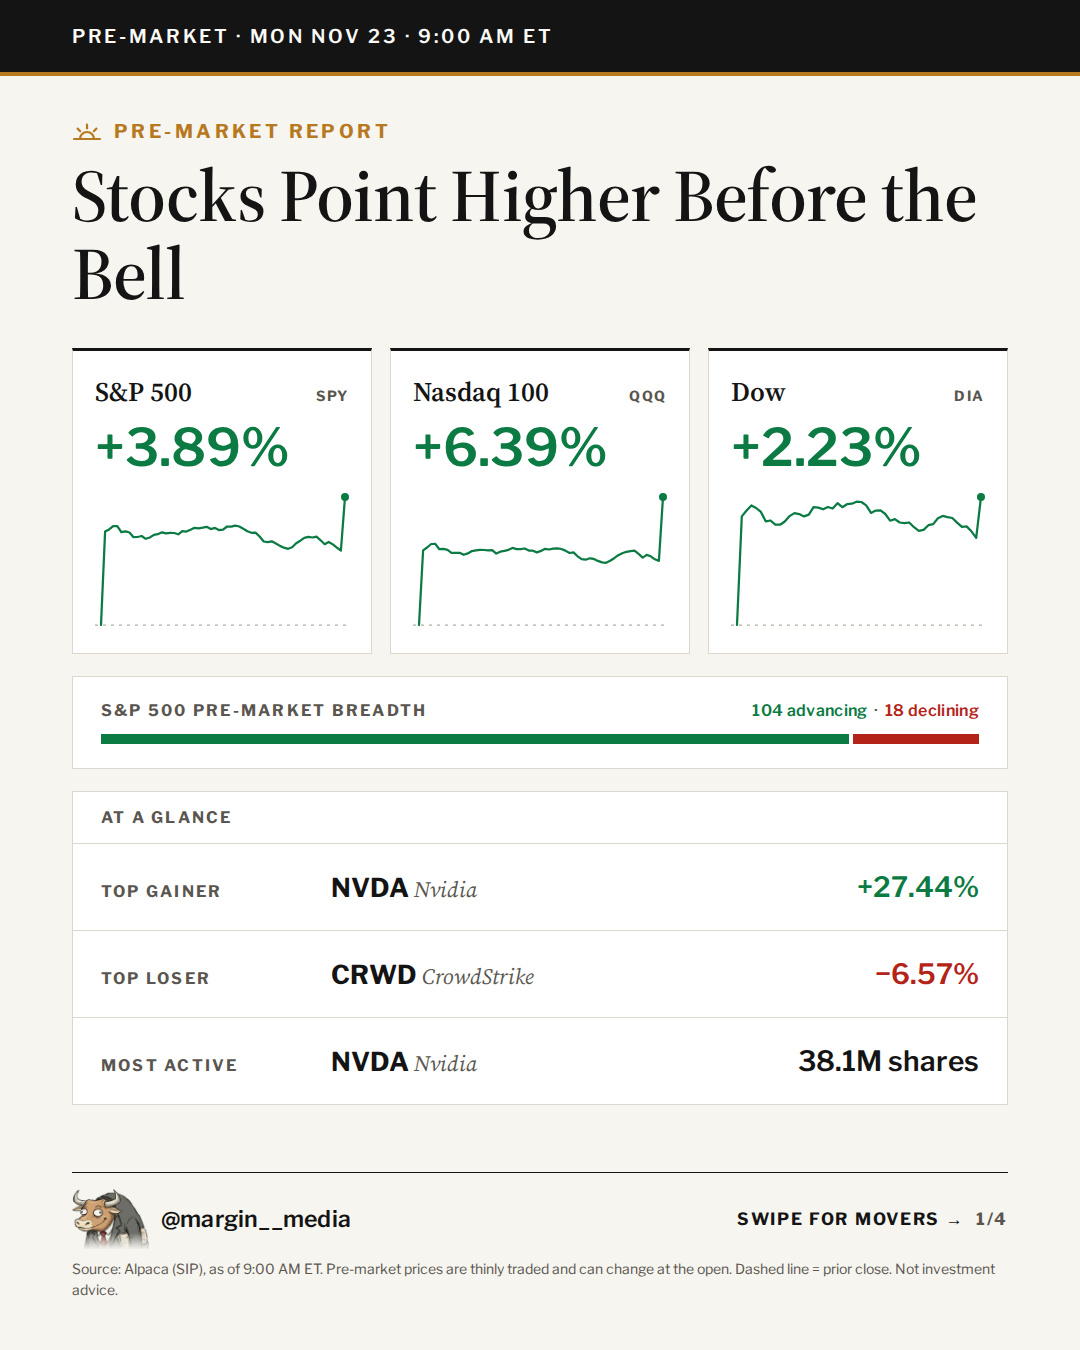 PRE-MARKET · MON NOV 23 · 9:00 AM ET
PRE-MARKET REPORT
Stocks Point Higher Before the
Bell
S&P 500 SPY
+3.89%
Nasdaq 100 QQQ
+6.39%
Dow DIA
+2.23%
S&P 500 PRE-MARKET BREADTH 104 advancing · 18 declining
AT A GLANCE
TOP GAINER NVDA Nvidia +27.44%
TOP LOSER CRWD CrowdStrike −6.57%
MOST ACTIVE NVDA Nvidia 38.1M shares
@margin__media SWIPE FOR MOVERS → 1/4
Source: Alpaca (SIP), as of 9:00 AM ET. Pre-market prices are thinly traded and can change at the open. Dashed line = prior close. Not investment
advice.